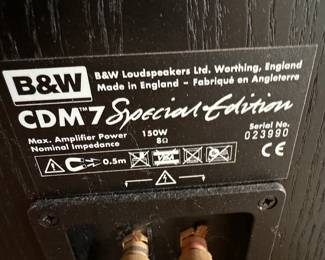 B&W
B&W Loudspeakers Ltd. Worthing, England
Made in England - Fabriqué en Angleterre
CDM™7 Special Edition
Max. Amplifier Power 150W
Nominal Impedance 8Ω
Serial No.
023990
0.5m
CE